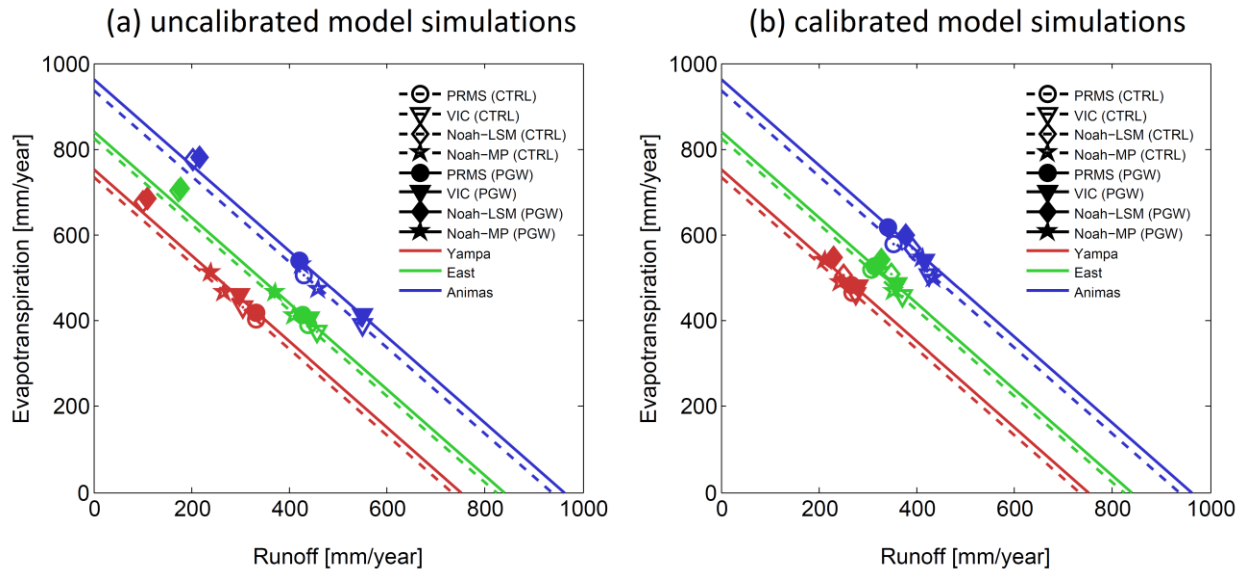 (a) uncalibrated model simulations
1000
800
600
400
200
0
0
200
400
600
800
1000
Evapotranspiration [mm/year]
Runoff [mm/year]
PRMS (CTRL)
VIC (CTRL)
Noah−LSM (CTRL)
Noah−MP (CTRL)
PRMS (PGW)
VIC (PGW)
Noah−LSM (PGW)
Noah−MP (PGW)
Yampa
East
Animas
(b) calibrated model simulations
1000
800
600
400
200
0
0
200
400
600
800
1000
Evapotranspiration [mm/year]
Runoff [mm/year]
PRMS (CTRL)
VIC (CTRL)
Noah−LSM (CTRL)
Noah−MP (CTRL)
PRMS (PGW)
VIC (PGW)
Noah−LSM (PGW)
Noah−MP (PGW)
Yampa
East
Animas